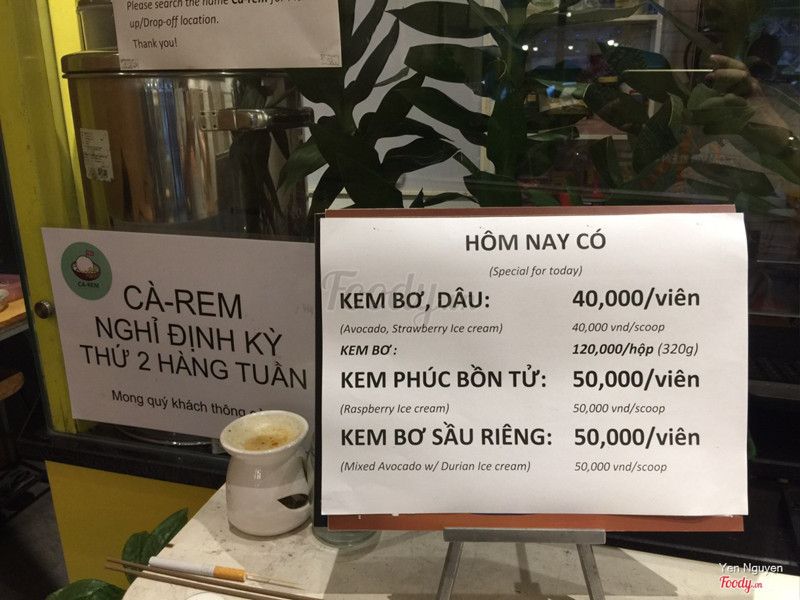 Please search the name Cà-rem for
up/Drop-off location.
Thank you!
CÀ-REM
CÀ-REM
NGHỈ ĐỊNH KỲ
THỨ 2 HÀNG TUẦN
Mong quý khách thông
HÔM NAY CÓ
(Special for today)
KEM BƠ, DÂU: 40,000/viên
(Avocado, Strawberry Ice cream) 40,000 vnd/scoop
KEM BƠ : 120,000/hộp (320g)
KEM PHÚC BỒN TỬ: 50,000/viên
(Raspberry Ice cream) 50,000 vnd/scoop
KEM BƠ SẦU RIÊNG: 50,000/viên
(Mixed Avocado w/ Durian Ice cream) 50,000 vnd/scoop
Foody.vn
Yen Nguyen
Foody.vn